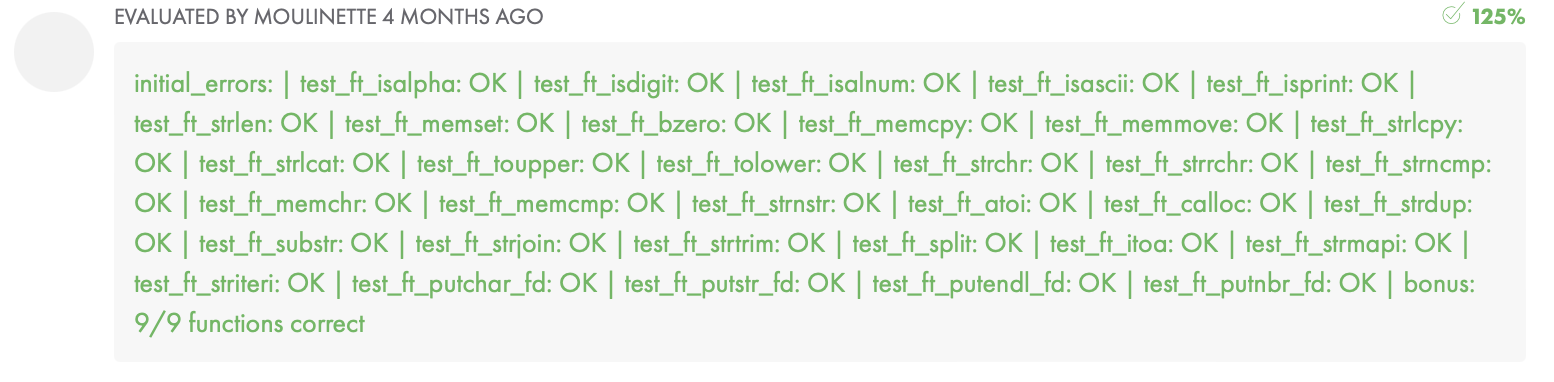 EVALUATED BY MOULINETTE 4 MONTHS AGO 125%
initial_errors: | test_ft_isalpha: OK | test_ft_isdigit: OK | test_ft_isalnum: OK | test_ft_isascii: OK | test_ft_isprint: OK |
test_ft_strlen: OK | test_ft_memset: OK | test_ft_bzero: OK | test_ft_memcpy: OK | test_ft_memmove: OK | test_ft_strlcpy:
OK | test_ft_strlcat: OK | test_ft_toupper: OK | test_ft_tolower: OK | test_ft_strchr: OK | test_ft_strrchr: OK | test_ft_strncmp:
OK | test_ft_memchr: OK | test_ft_memcmp: OK | test_ft_strnstr: OK | test_ft_atoi: OK | test_ft_calloc: OK | test_ft_strdup:
OK | test_ft_substr: OK | test_ft_strjoin: OK | test_ft_strtrim: OK | test_ft_split: OK | test_ft_itoa: OK | test_ft_strmapi: OK |
test_ft_striteri: OK | test_ft_putchar_fd: OK | test_ft_putstr_fd: OK | test_ft_putendl_fd: OK | test_ft_putnbr_fd: OK | bonus:
9/9 functions correct